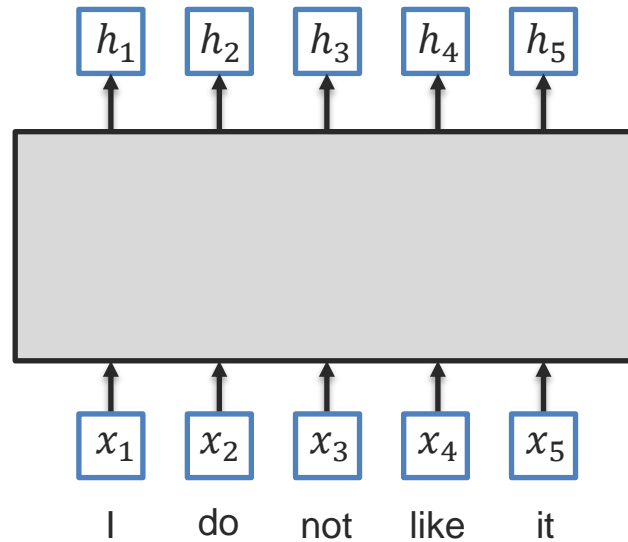 h₁ h₂ h₃ h₄ h₅
x₁ x₂ x₃ x₄ x₅
I do not like it